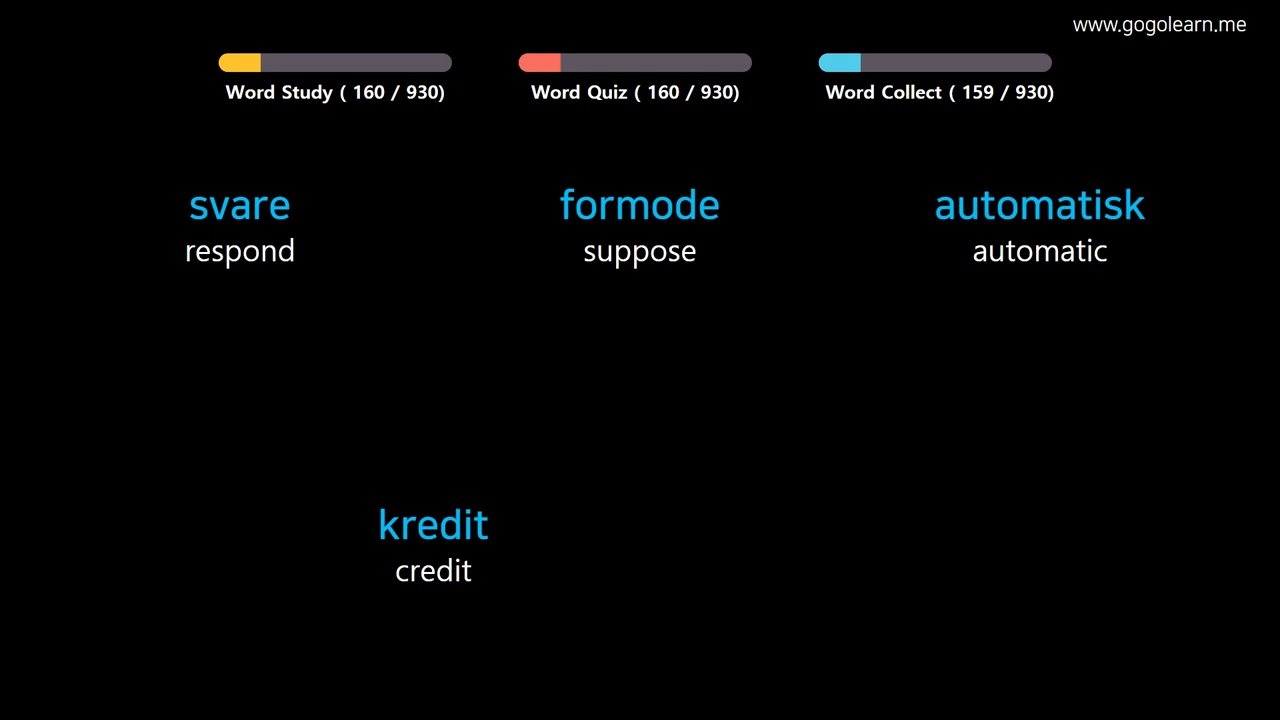 www.gogolearn.me
Word Study ( 160 / 930)
Word Quiz ( 160 / 930)
Word Collect ( 159 / 930)
svare
respond
formode
suppose
automatisk
automatic
kredit
credit